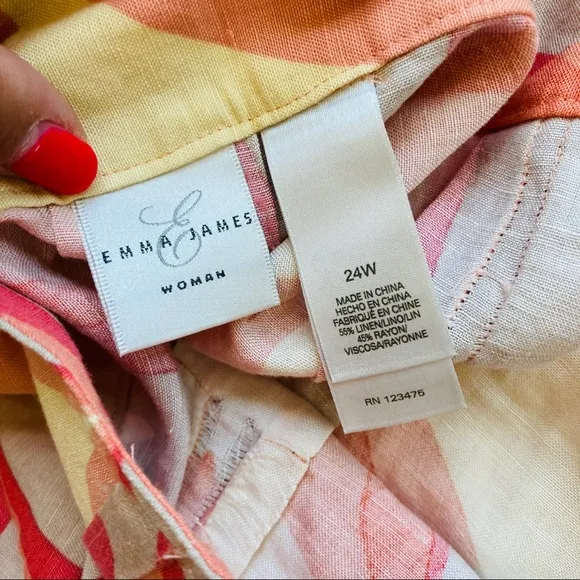 E
EMMA JAMES
WOMAN
24W
MADE IN CHINA
HECHO EN CHINA
FABRIQUÉ EN CHINE
55% LINEN/LINO/LIN
45% RAYON/
VISCOSA/RAYONNE
RN 123475